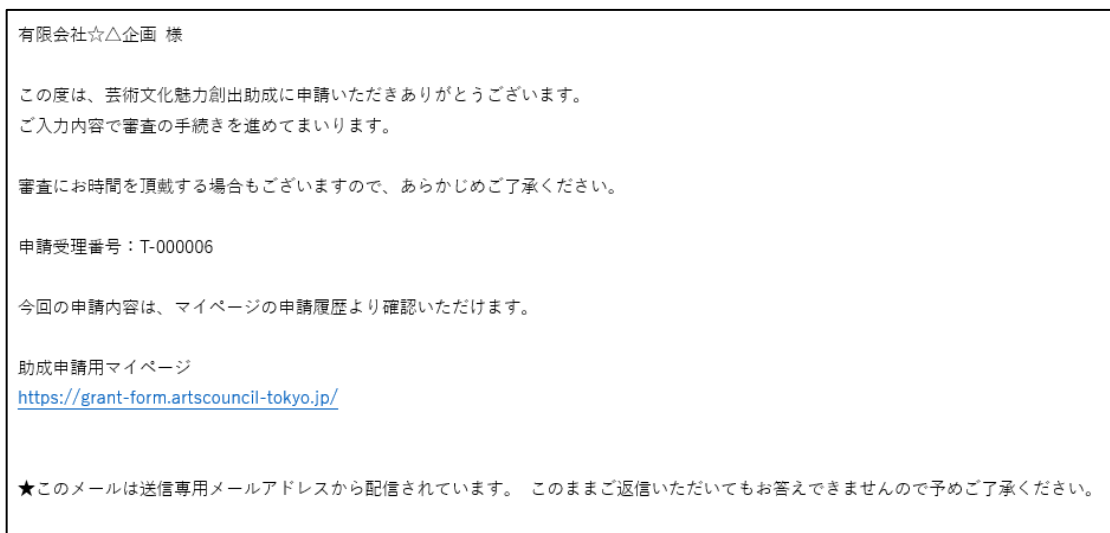 有限会社☆△企画 様
この度は、芸術文化魅力創出助成に申請いただきありがとうございます。
ご入力内容で審査の手続きを進めてまいります。
審査にお時間を頂戴する場合もございますので、あらかじめご了承ください。
申請受理番号：T-000006
今回の申請内容は、マイページの申請履歴より確認いただけます。
助成申請用マイページ
https://grant-form.artscouncil-tokyo.jp/
★このメールは送信専用メールアドレスから配信されています。 このままご返信いただいてもお答えできませんので予めご了承ください。